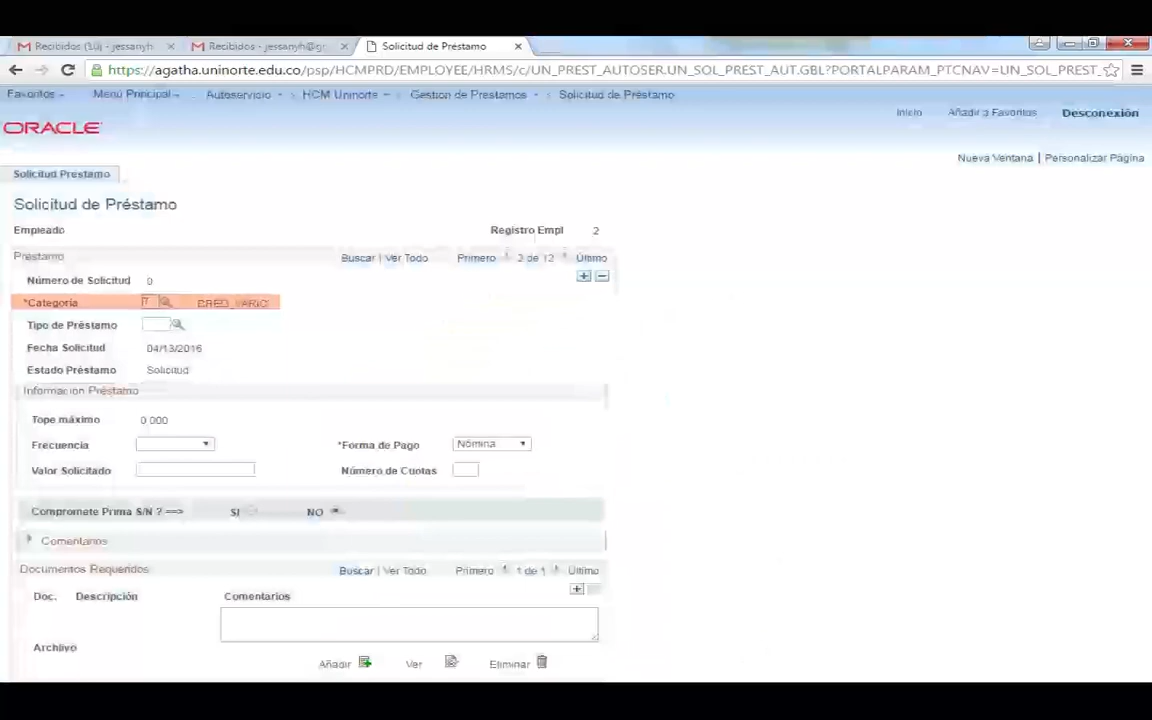 Recibidos (10) - jessanyh × Recibidos - jessanyh@gr × Solicitud de Préstamo ×
https://agatha.uninorte.edu.co/psp/HCMPRD/EMPLOYEE/HRMS/c/UN_PREST_AUTOSER.UN_SOL_PREST_AUT.GBL?PORTALPARAM_PTCNAV=UN_SOL_PREST_
Favoritos Menú Principal Autoservicio HCM Uninorte Gestion de Prestamos Solicitud de Préstamo
Inicio Añadir a Favoritos Desconexión
ORACLE
Nueva Ventana | Personalizar Página
Solicitud Prestamo
Solicitud de Préstamo
Empleado Registro Empl 2
Préstamo Buscar | Ver Todo Primero de 12 Último
Número de Solicitud 0
*Categoría
Tipo de Préstamo
Fecha Solicitud 04/13/2016
Estado Préstamo Solicitud
Información Préstamo
Tope máximo 0.000
Frecuencia *Forma de Pago Nómina
Valor Solicitado Número de Cuotas
Compromete Prima S/N ? ==> SI NO
Comentarios
Documentos Requeridos Buscar | Ver Todo Primero 1 de 1 Último
Doc. Descripción Comentarios
Archivo
Añadir Ver Eliminar